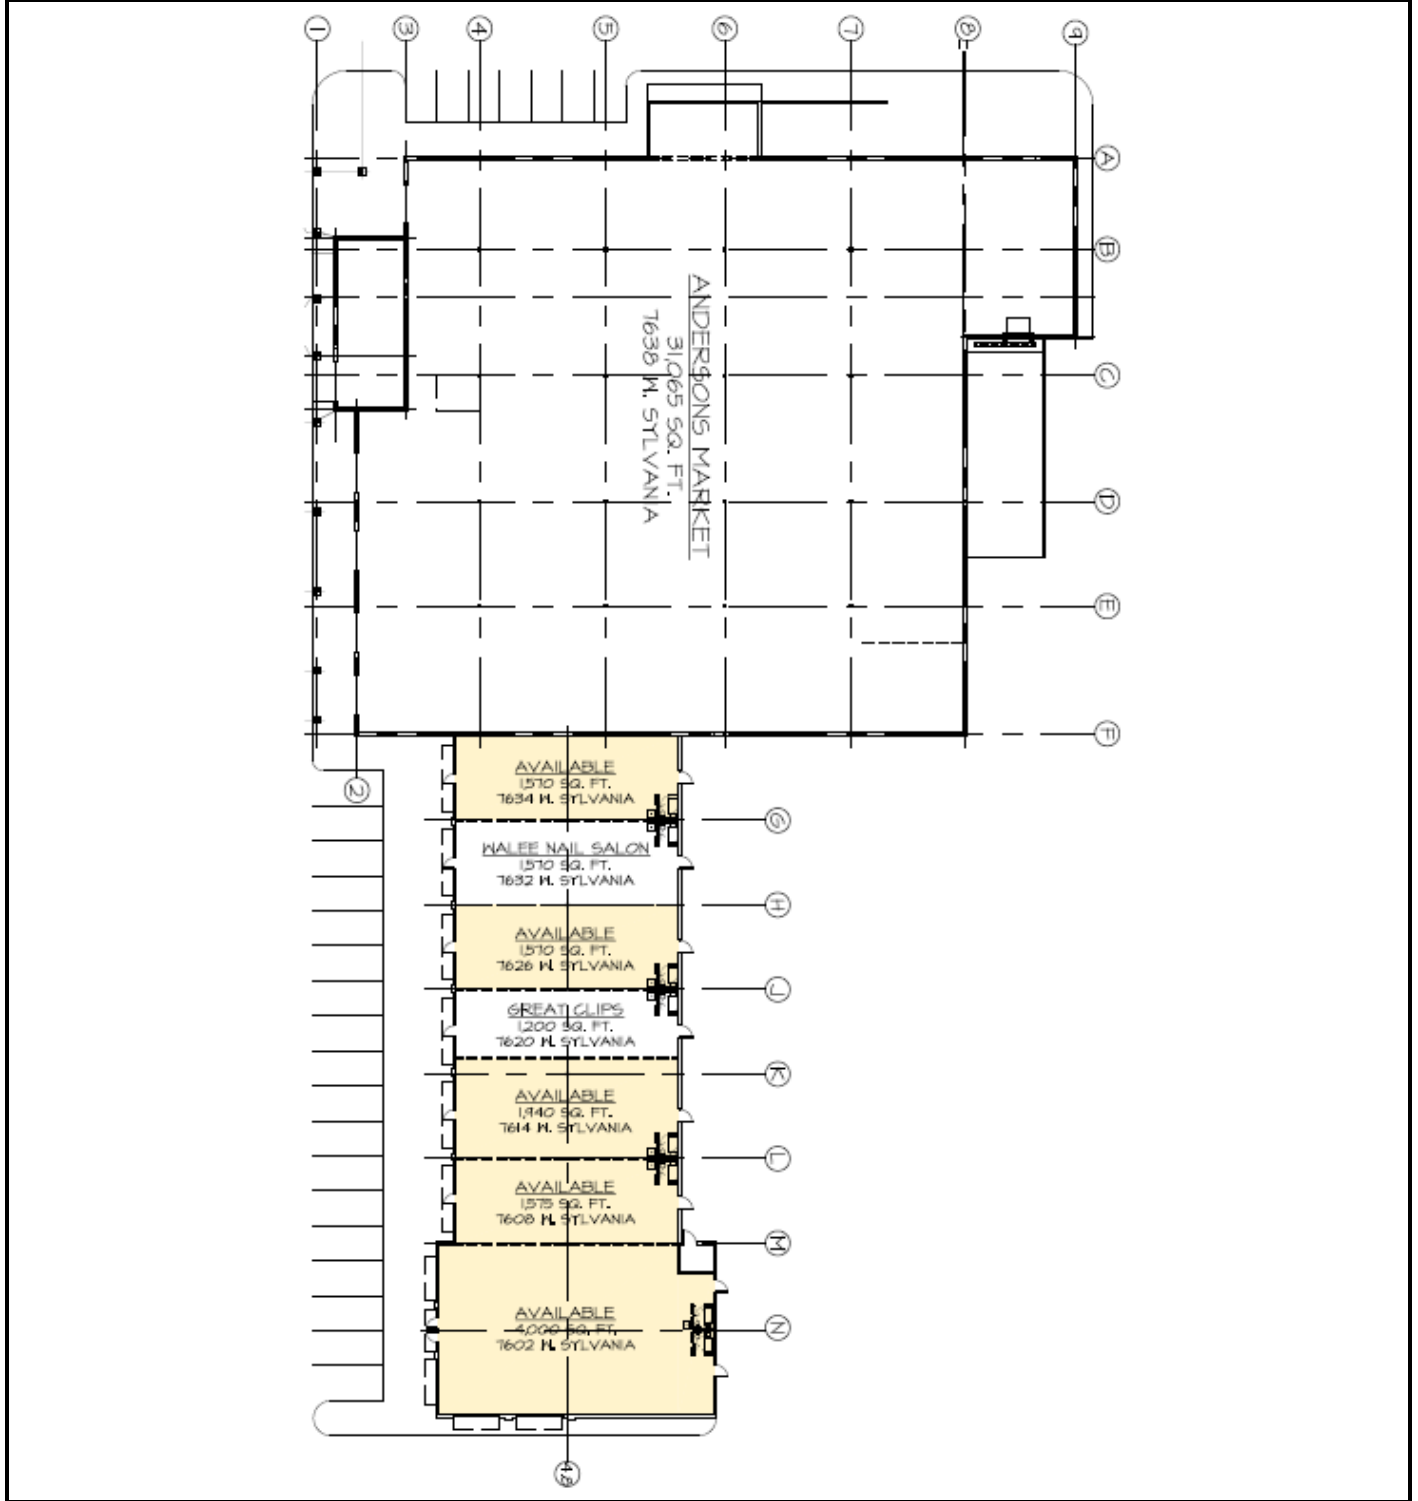 1
3
4
5
6
7
8
9
A
B
C
D
E
F
ANDERSONS MARKET
31,065 SQ. FT.
7638 W. SYLVANIA
2
AVAILABLE
1,570 SQ. FT.
7634 W. SYLVANIA
G
WALEE NAIL SALON
1,570 SQ. FT.
7632 W. SYLVANIA
H
AVAILABLE
1,570 SQ. FT.
7626 W. SYLVANIA
J
GREAT CLIPS
1,200 SQ. FT.
7620 W. SYLVANIA
K
AVAILABLE
1,940 SQ. FT.
7614 W. SYLVANIA
L
AVAILABLE
1,575 SQ. FT.
7608 W. SYLVANIA
M
AVAILABLE
4,000 SQ. FT.
7602 W. SYLVANIA
N